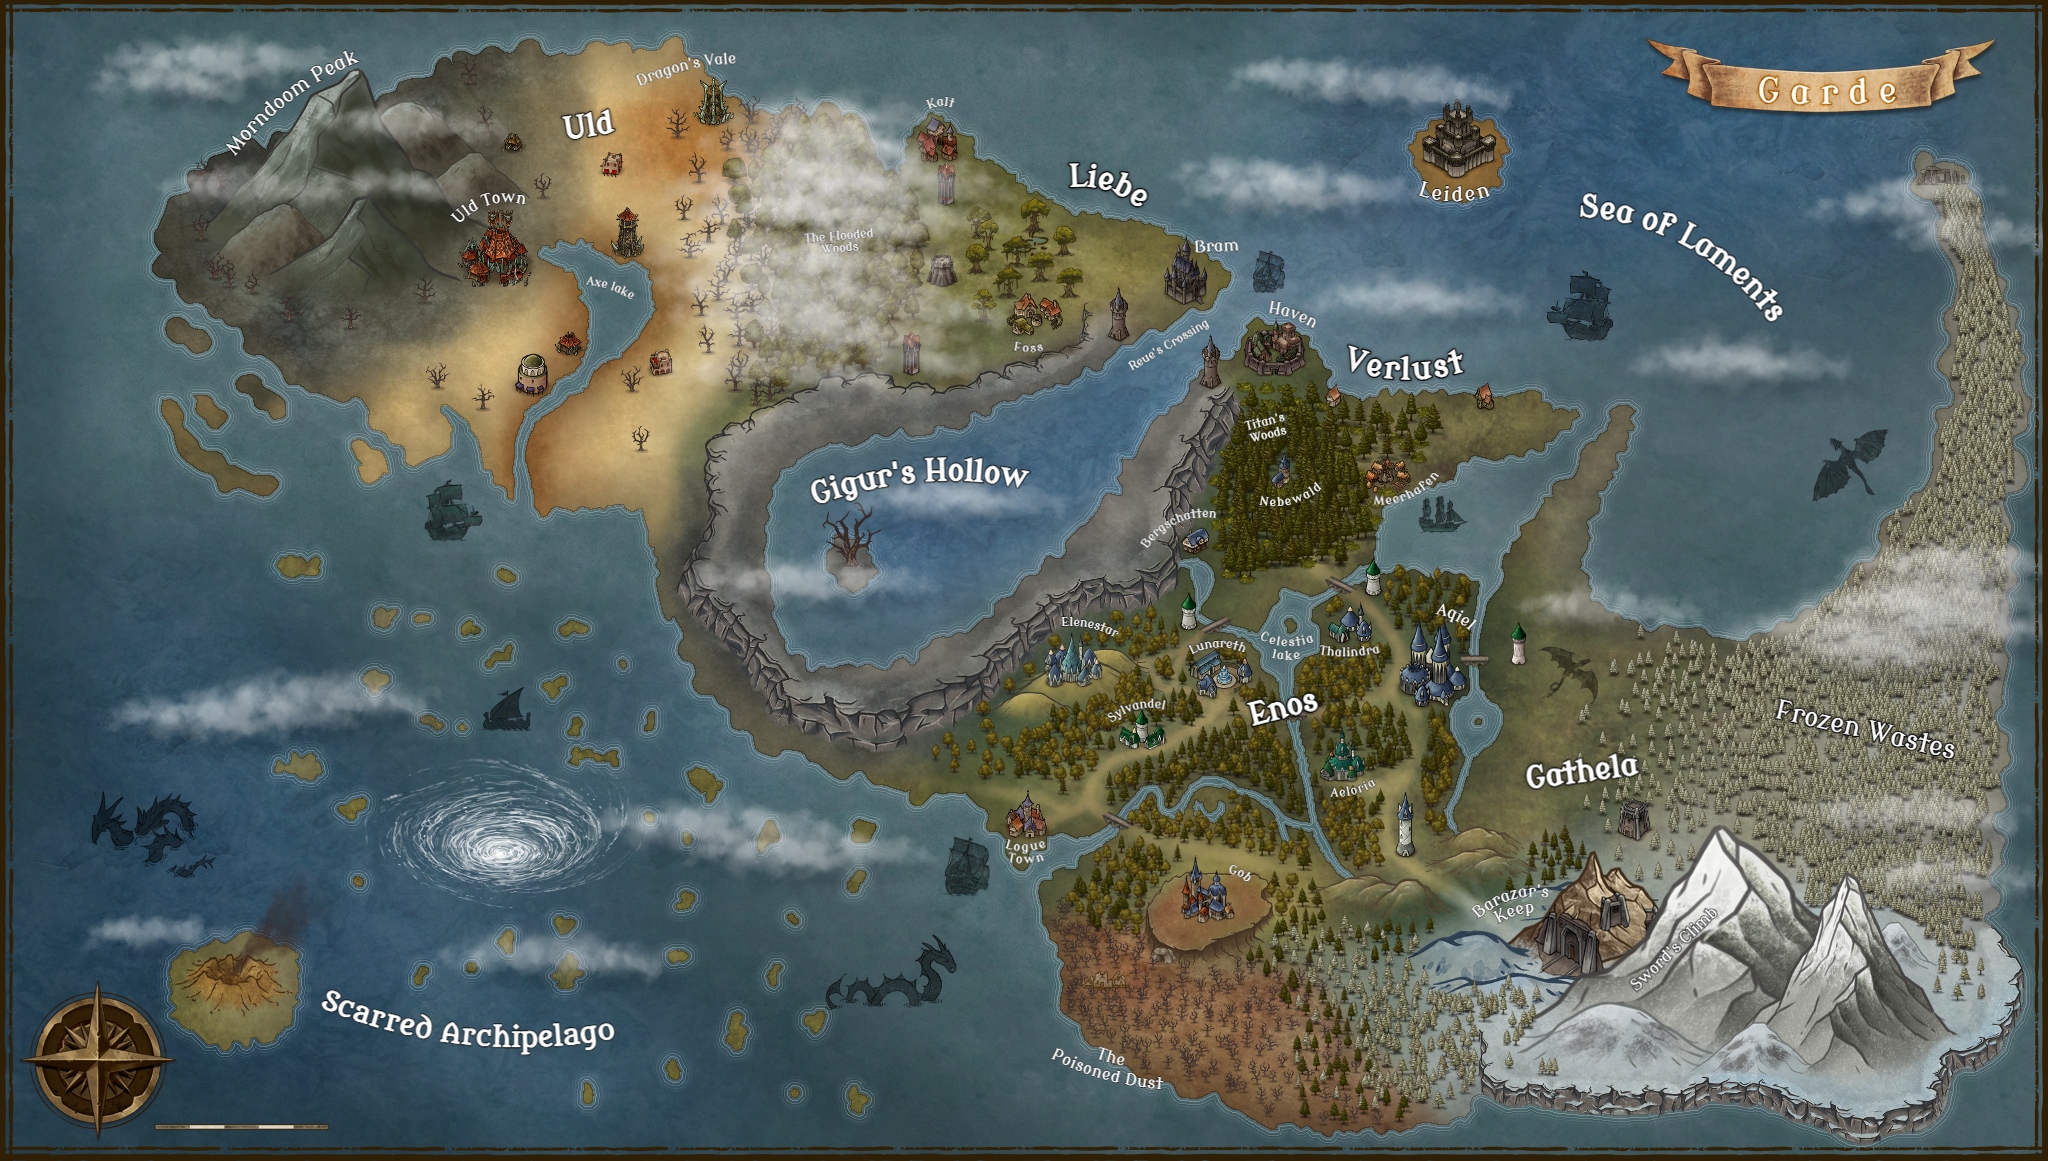 Garde
Morndoom Peak
Dragon's Vale
Uld
Kalt
Liebe
Leiden
Uld Town
Sea of Laments
The Flooded
Woods
Bram
Axe lake
Haven
Foss
Reue's Crossing
Verlust
Titan's
Woods
Gigur's Hollow
Nebewald
Meerhafen
Bergschatten
Elenestar
Aqiel
Lunareth
Celestia
lake
Thalindra
Sylvandel
Enos
Frozen Wastes
Gathela
Aeloria
Logue
Town
Gob
Barazar's
Keep
Sword's Climb
Scarred Archipelago
The
Poisoned Dust